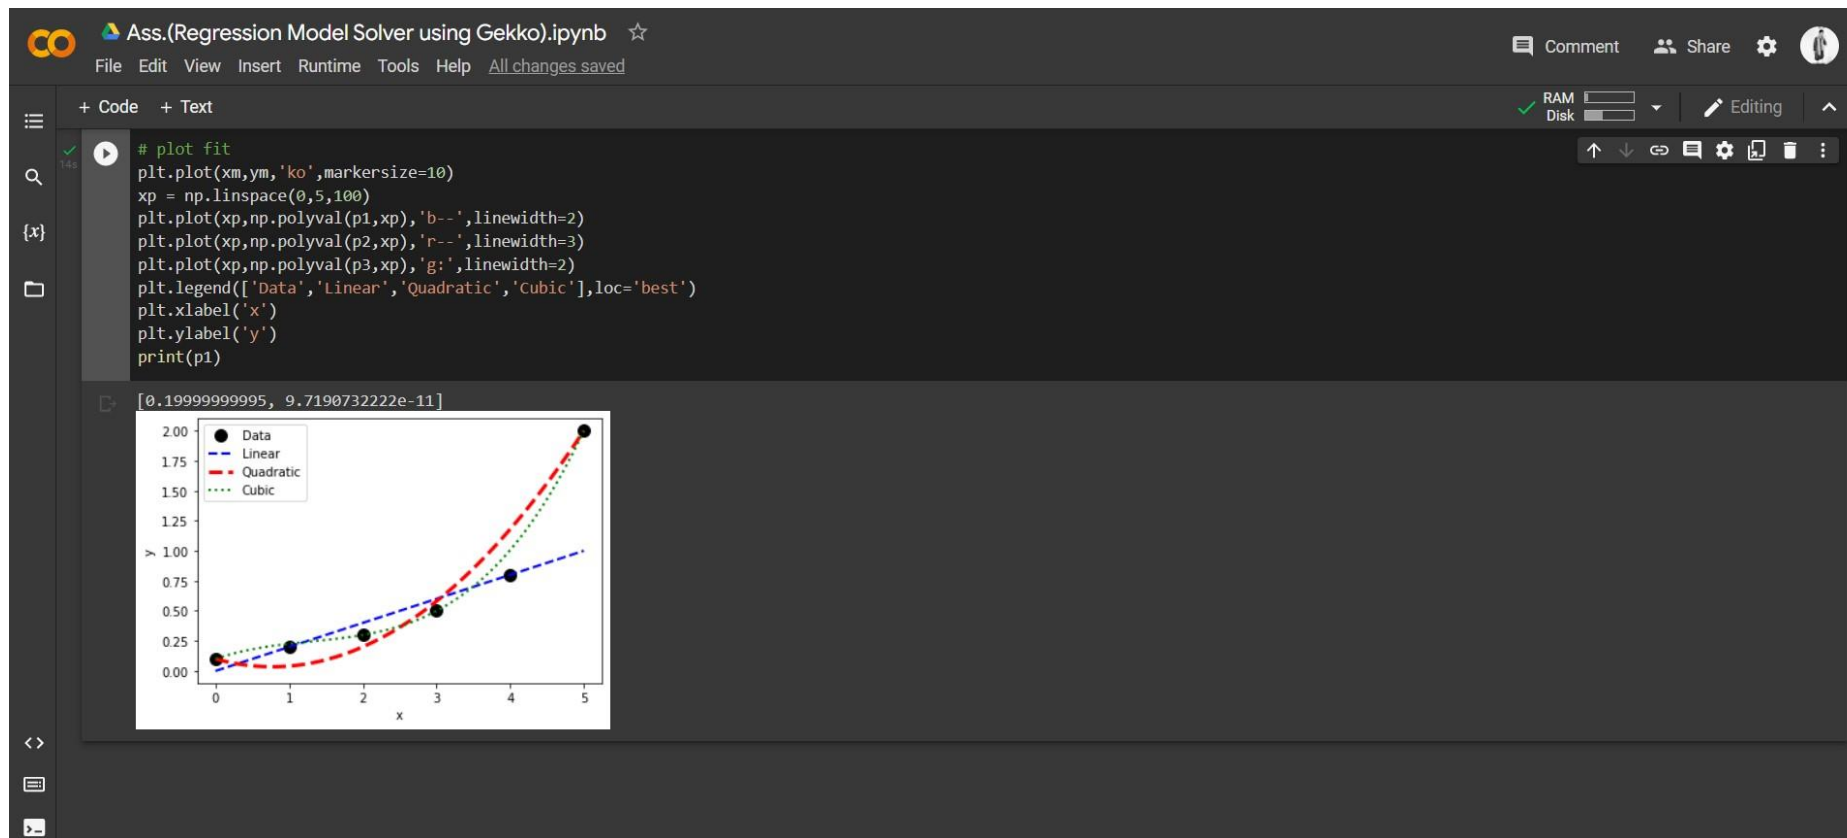 Ass.(Regression Model Solver using Gekko).ipynb
File Edit View Insert Runtime Tools Help All changes saved
Comment Share
+ Code + Text
RAM
Disk
Editing
14s
# plot fit
plt.plot(xm,ym,'ko',markersize=10)
xp = np.linspace(0,5,100)
plt.plot(xp,np.polyval(p1,xp),'b--',linewidth=2)
plt.plot(xp,np.polyval(p2,xp),'r--',linewidth=3)
plt.plot(xp,np.polyval(p3,xp),'g:',linewidth=2)
plt.legend(['Data','Linear','Quadratic','Cubic'],loc='best')
plt.xlabel('x')
plt.ylabel('y')
print(p1)
{x}
[0.19999999995, 9.7190732222e-11]
Data
Linear
Quadratic
Cubic
2.00
1.75
1.50
1.25
1.00
0.75
0.50
0.25
0.00
y
0 1 2 3 4 5
x